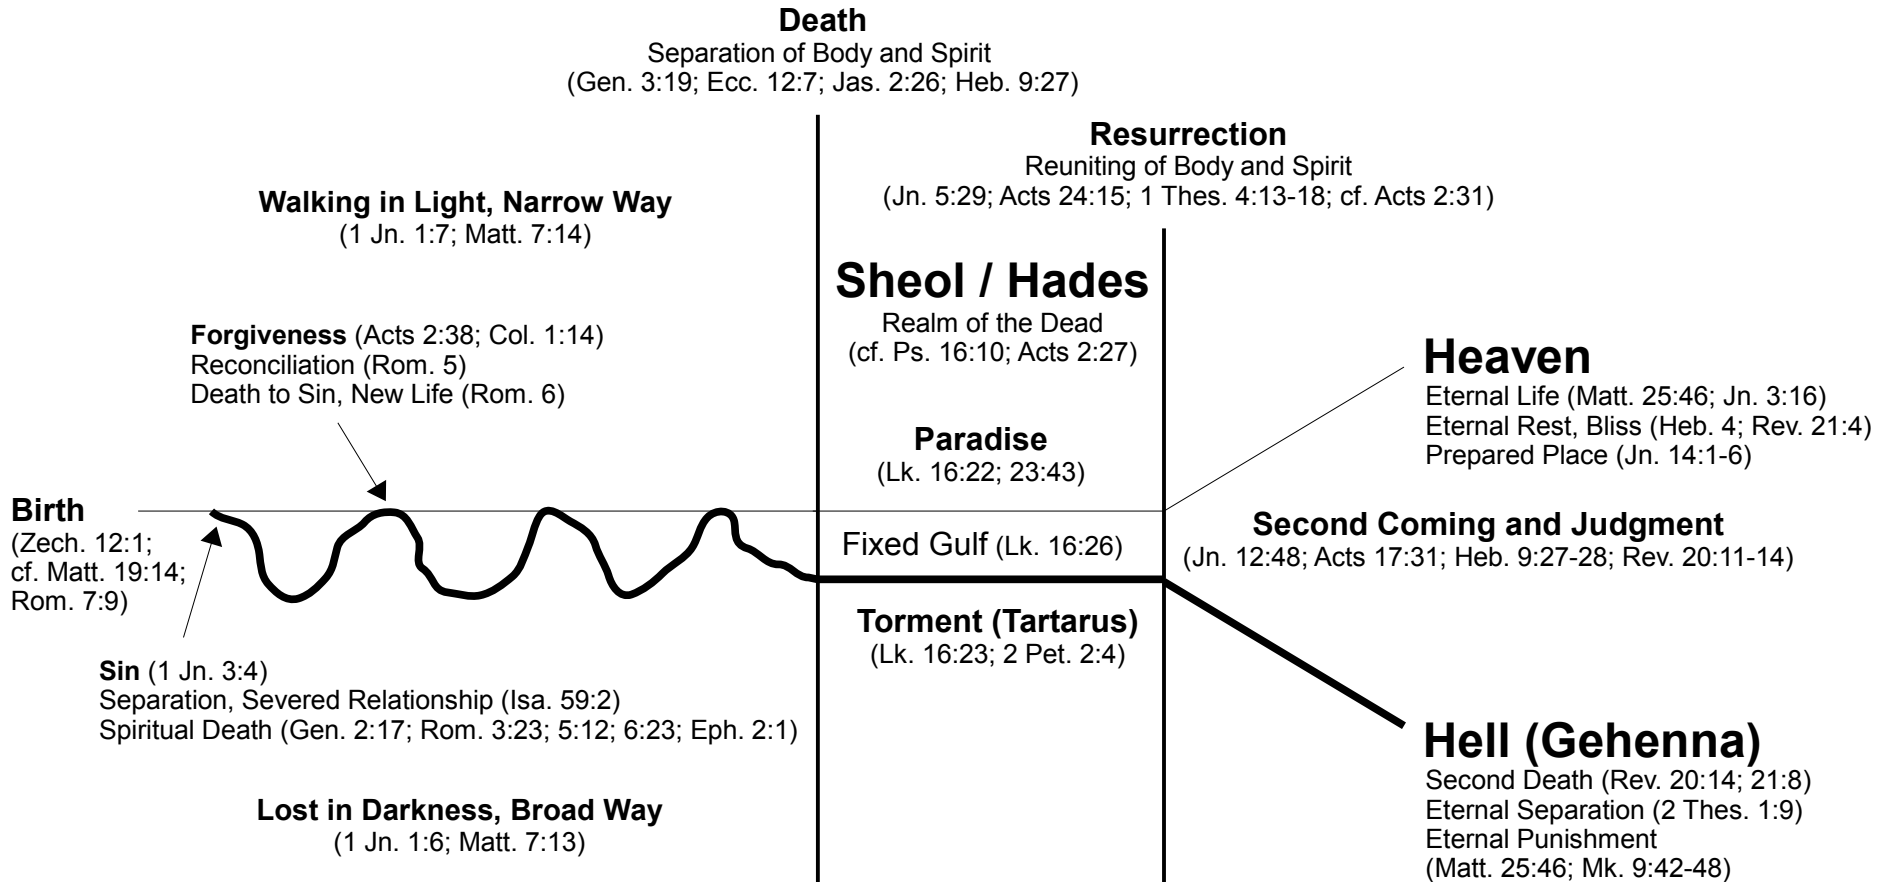 Death
Separation of Body and Spirit
(Gen. 3:19; Ecc. 12:7; Jas. 2:26; Heb. 9:27)
Resurrection
Reuniting of Body and Spirit
(Jn. 5:29; Acts 24:15; 1 Thes. 4:13-18; cf. Acts 2:31)
Walking in Light, Narrow Way
(1 Jn. 1:7; Matt. 7:14)
Sheol / Hades
Realm of the Dead
(cf. Ps. 16:10; Acts 2:27)
Forgiveness (Acts 2:38; Col. 1:14)
Reconciliation (Rom. 5)
Death to Sin, New Life (Rom. 6)
Heaven
Eternal Life (Matt. 25:46; Jn. 3:16)
Eternal Rest, Bliss (Heb. 4; Rev. 21:4)
Prepared Place (Jn. 14:1-6)
Paradise
(Lk. 16:22; 23:43)
Birth
(Zech. 12:1;
cf. Matt. 19:14;
Rom. 7:9)
Fixed Gulf (Lk. 16:26)
Second Coming and Judgment
(Jn. 12:48; Acts 17:31; Heb. 9:27-28; Rev. 20:11-14)
Torment (Tartarus)
(Lk. 16:23; 2 Pet. 2:4)
Sin (1 Jn. 3:4)
Separation, Severed Relationship (Isa. 59:2)
Spiritual Death (Gen. 2:17; Rom. 3:23; 5:12; 6:23; Eph. 2:1)
Hell (Gehenna)
Second Death (Rev. 20:14; 21:8)
Eternal Separation (2 Thes. 1:9)
Eternal Punishment
(Matt. 25:46; Mk. 9:42-48)
Lost in Darkness, Broad Way
(1 Jn. 1:6; Matt. 7:13)